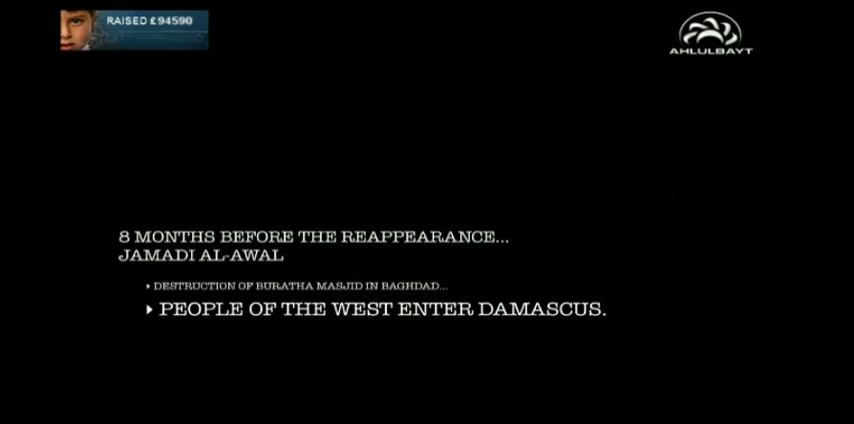 RAISED £94590
AHLULBAYT
8 MONTHS BEFORE THE REAPPEARANCE...
JAMADI AL-AWAL
‣ DESTRUCTION OF BURATHA MASJID IN BAGHDAD...
‣ PEOPLE OF THE WEST ENTER DAMASCUS.